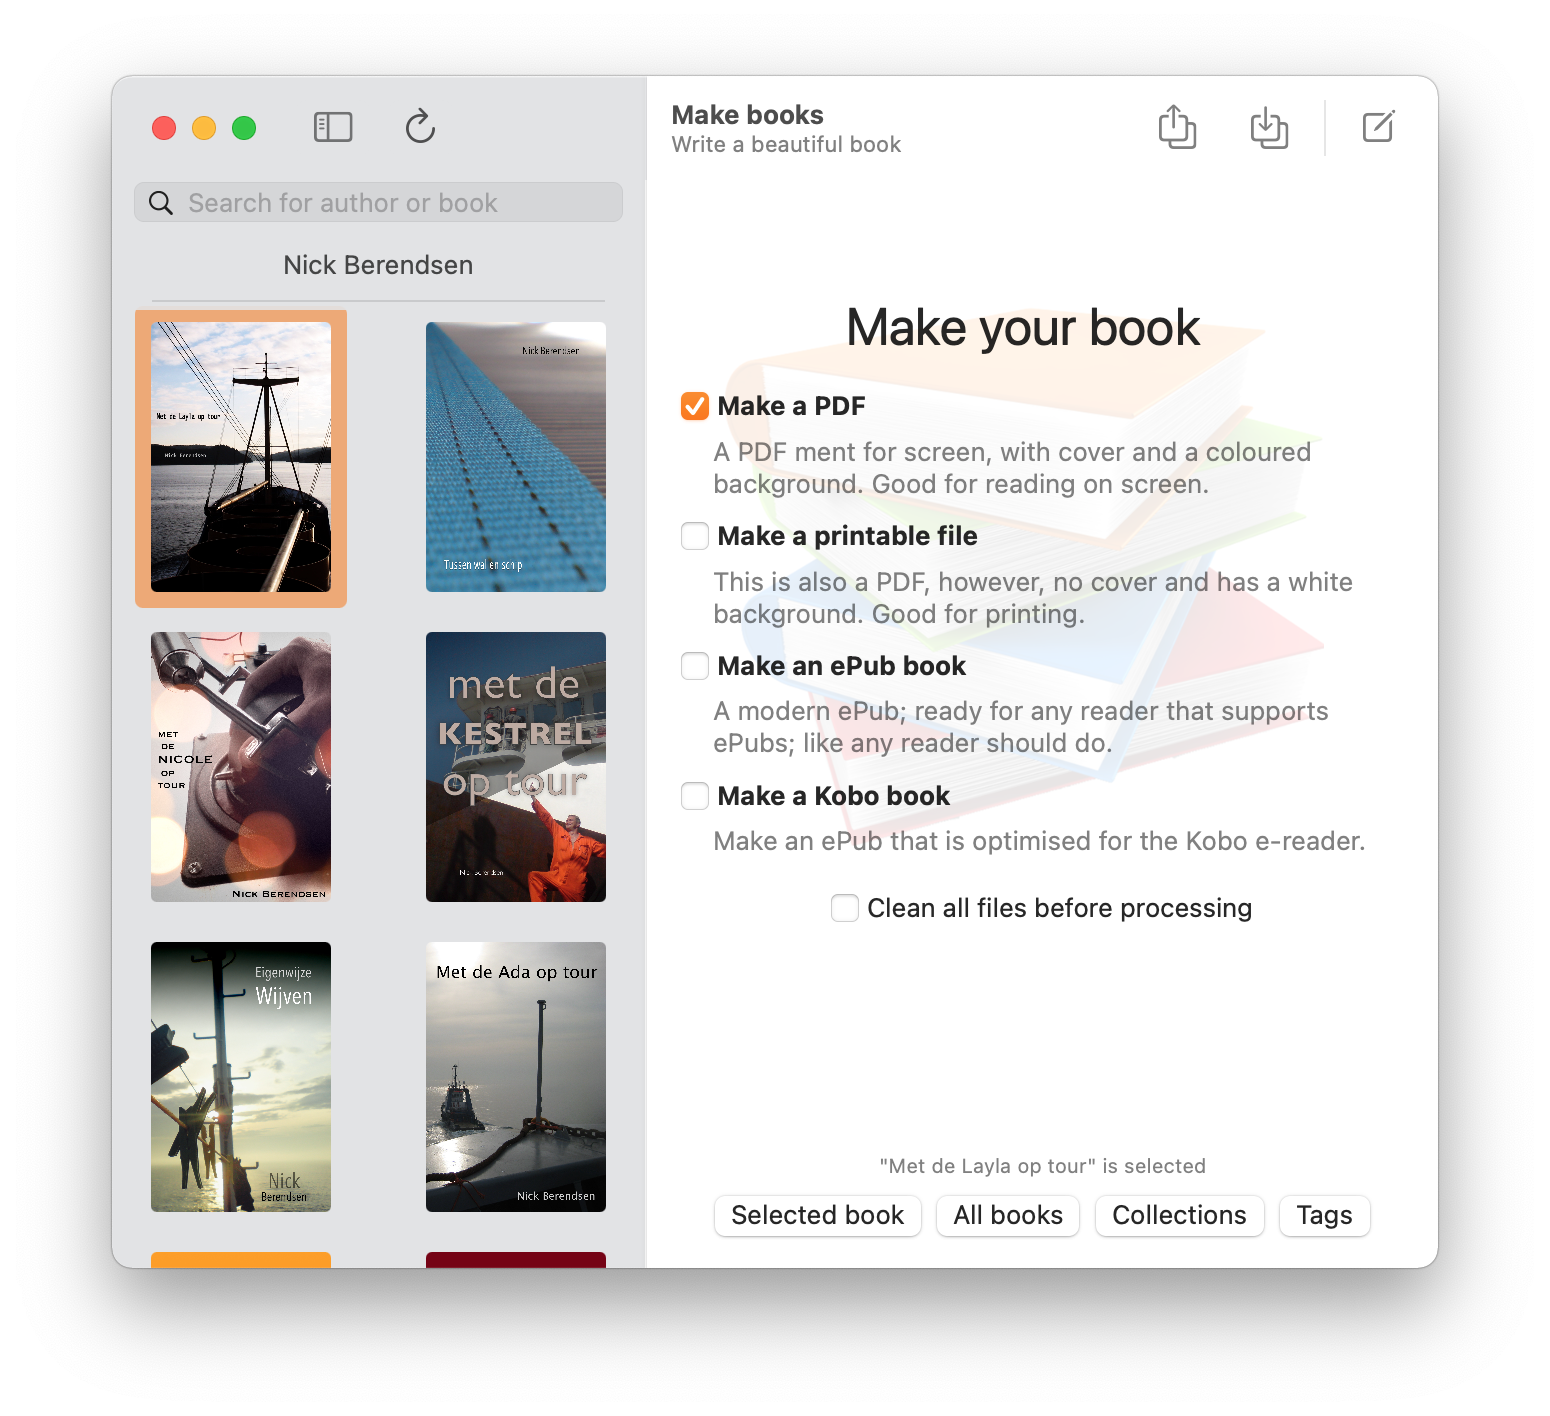 Make books
Write a beautiful book
Search for author or book
Nick Berendsen
Met de Layla op tour
Nick Berendsen
Nick Berendsen
Tussen wal en schip
MET
DE
NICOLE
OP
TOUR
NICK BERENDSEN
met de
KESTREL
op tour
Nick Berendsen
Eigenwijze
Wijven
Nick
Berendsen
Met de Ada op tour
Nick Berendsen
Make your book
Make a PDF
A PDF ment for screen, with cover and a coloured
background. Good for reading on screen.
Make a printable file
This is also a PDF, however, no cover and has a white
background. Good for printing.
Make an ePub book
A modern ePub; ready for any reader that supports
ePubs; like any reader should do.
Make a Kobo book
Make an ePub that is optimised for the Kobo e-reader.
Clean all files before processing
"Met de Layla op tour" is selected
Selected book
All books
Collections
Tags